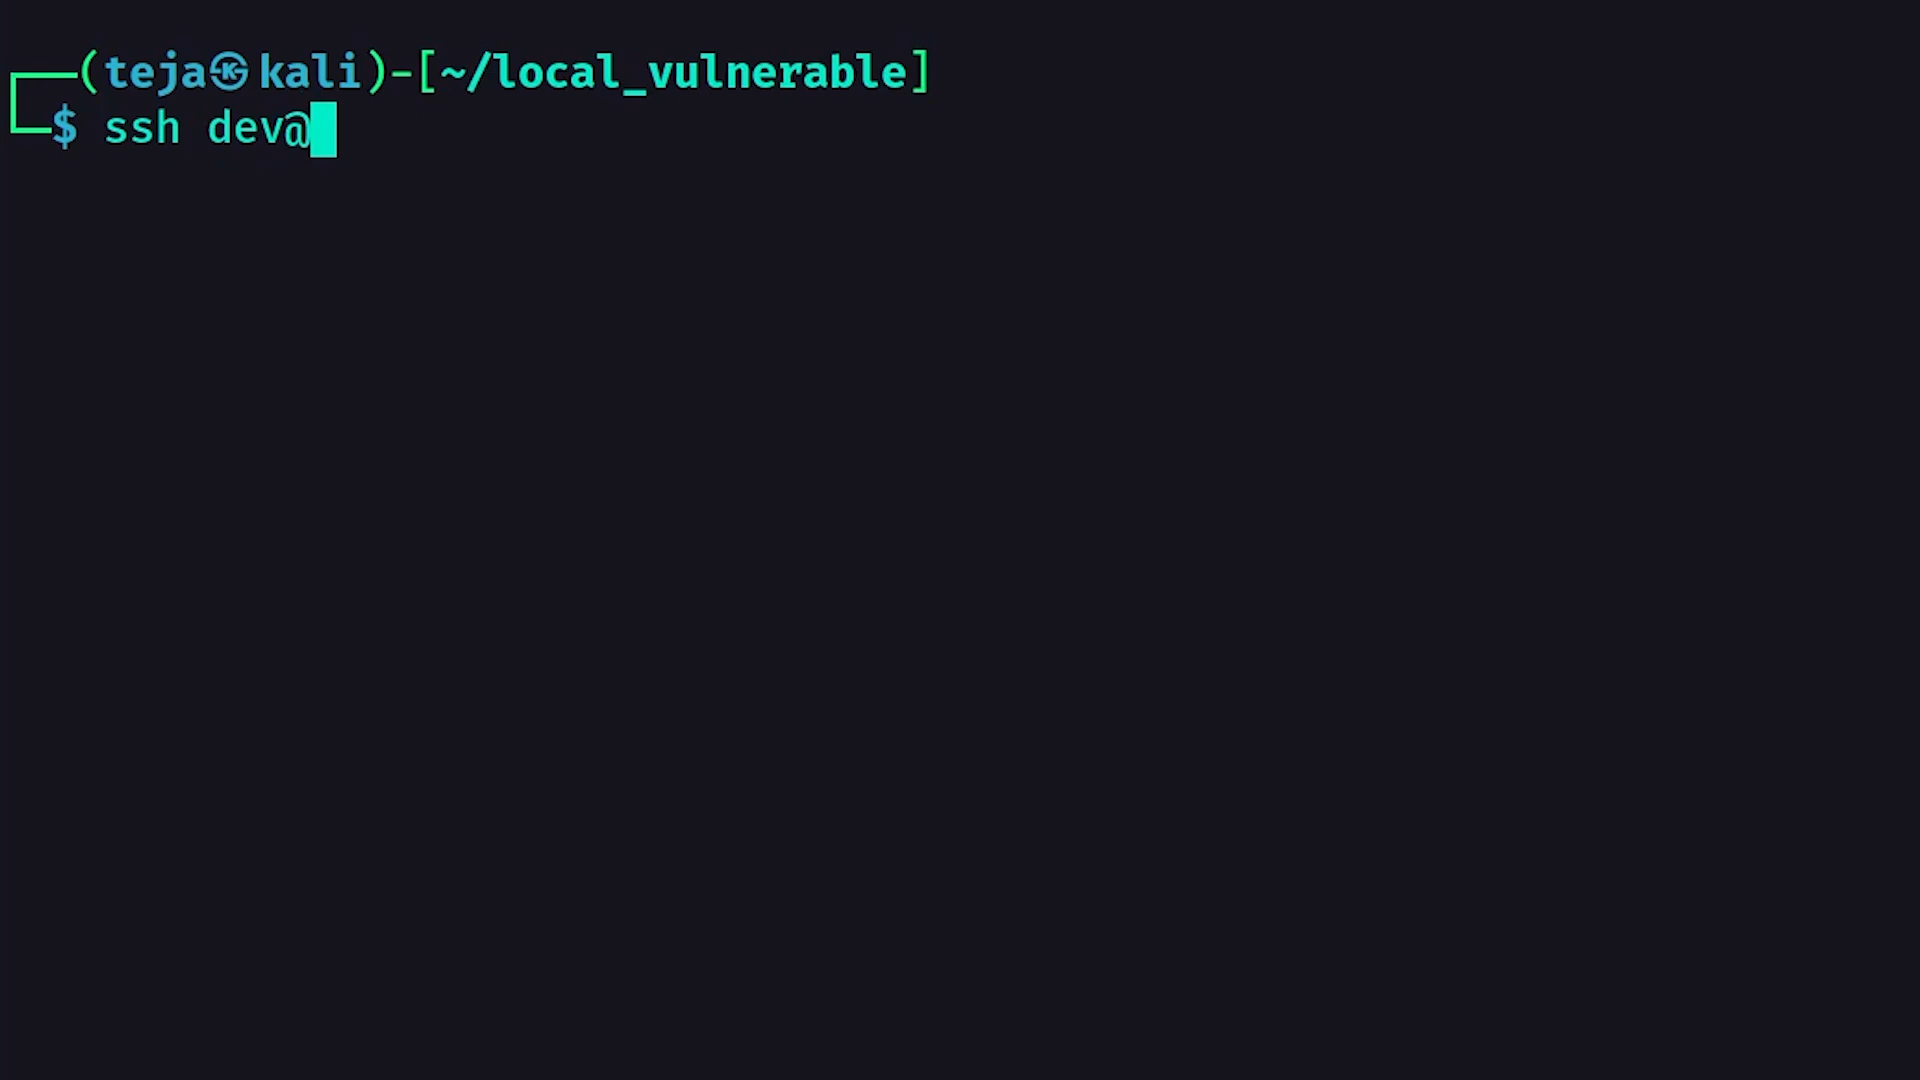 ┌──(teja㉿kali)-[~/local_vulnerable]
└─$ ssh dev@